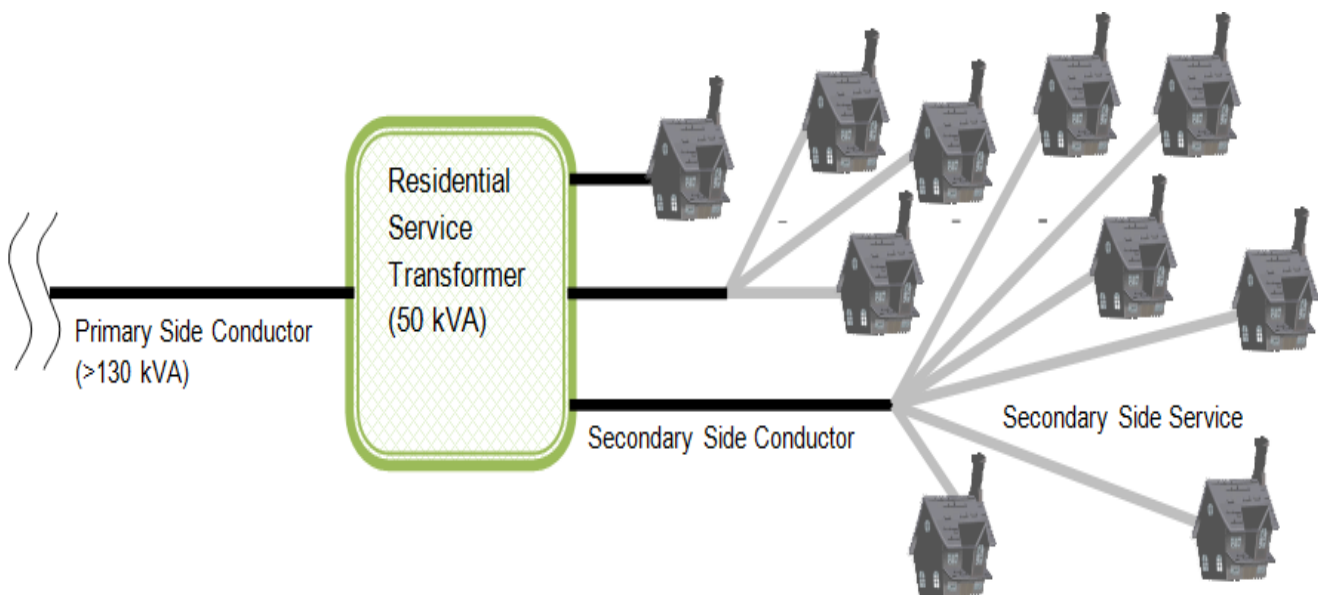 Residential
Service
Transformer
(50 kVA)
Primary Side Conductor
(>130 kVA)
Secondary Side Conductor
Secondary Side Service